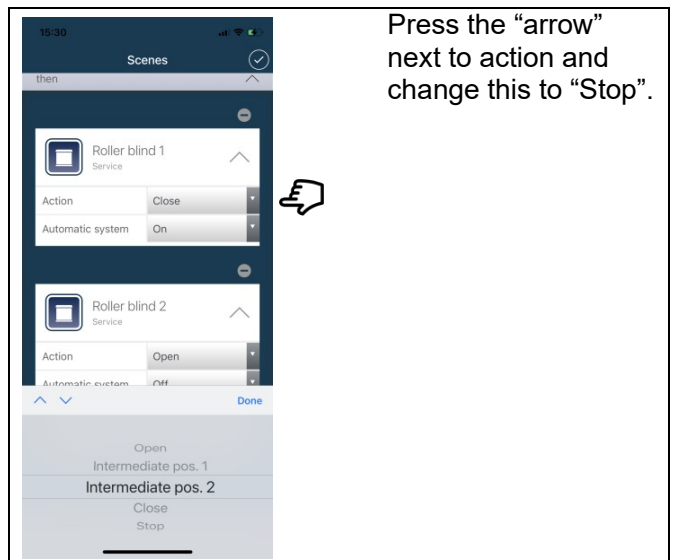 15:30
Scenes
then
Roller blind 1
Service
Action Close
Automatic system On
Roller blind 2
Service
Action Open
Automatic system Off
Done
Open
Intermediate pos. 1
Intermediate pos. 2
Close
Stop
Press the “arrow”
next to action and
change this to “Stop”.